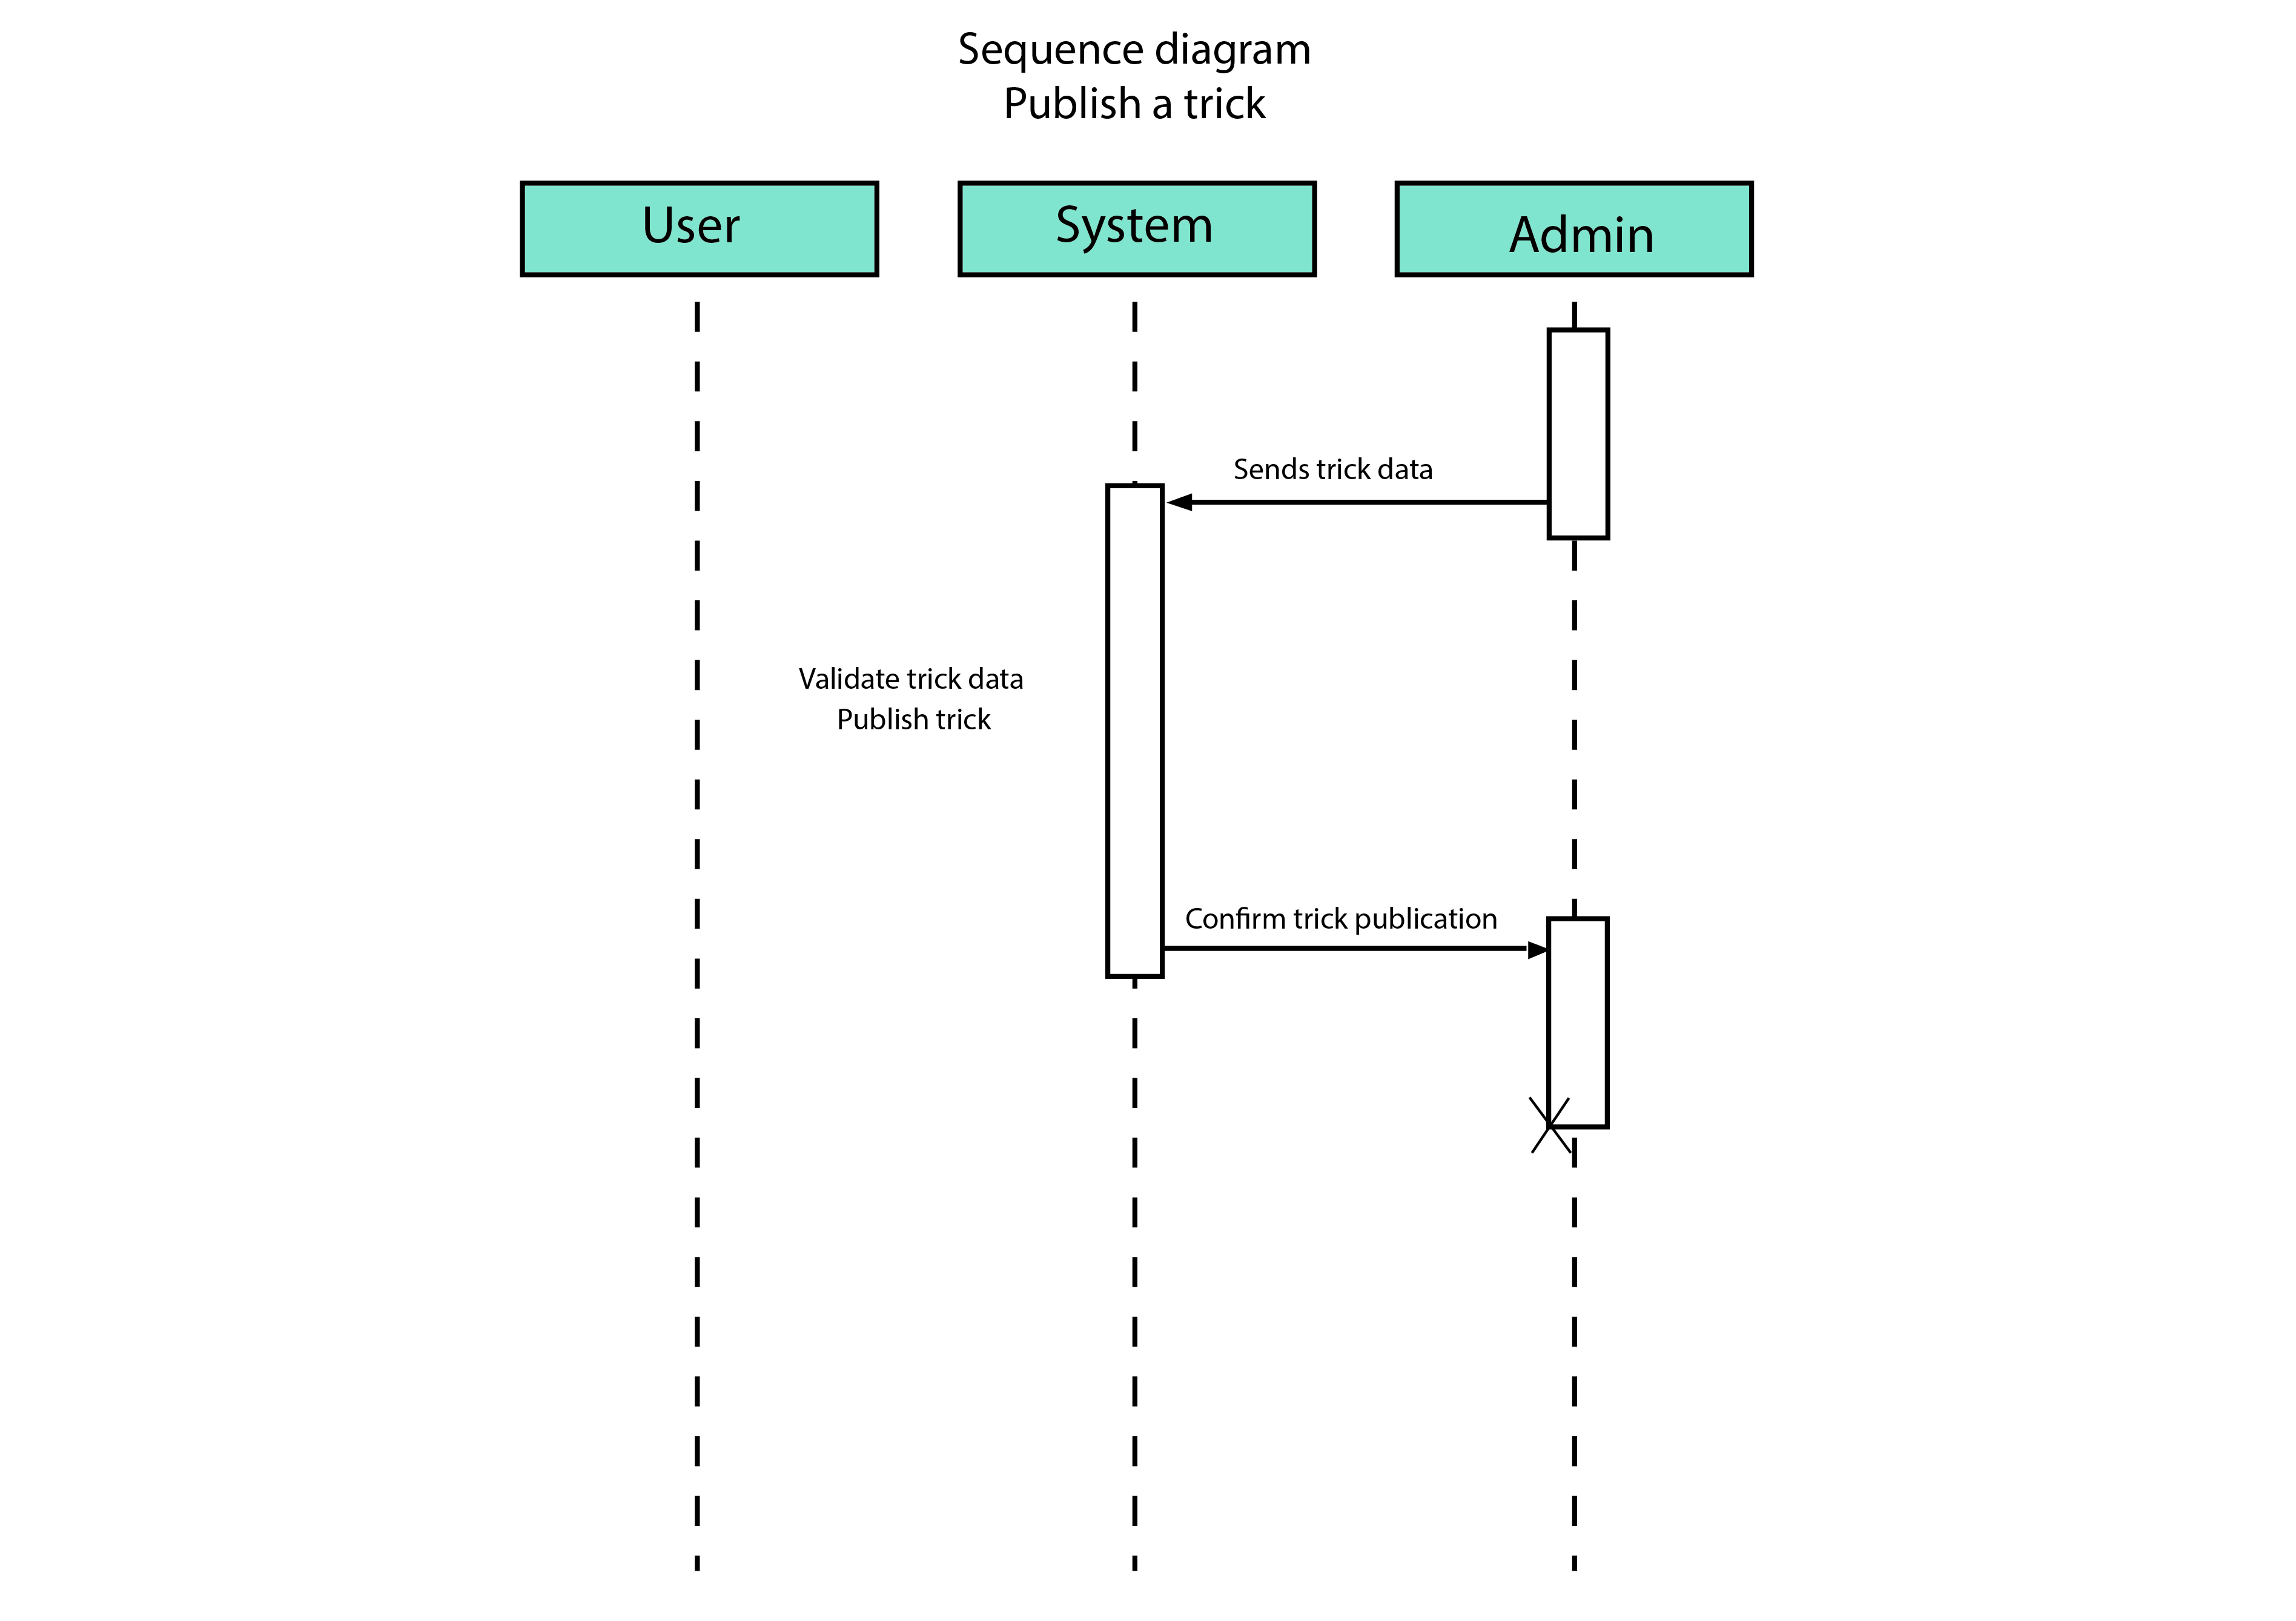 Sequence diagram
Publish a trick
User
System
Admin
Sends trick data
Validate trick data
Publish trick
Confirm trick publication